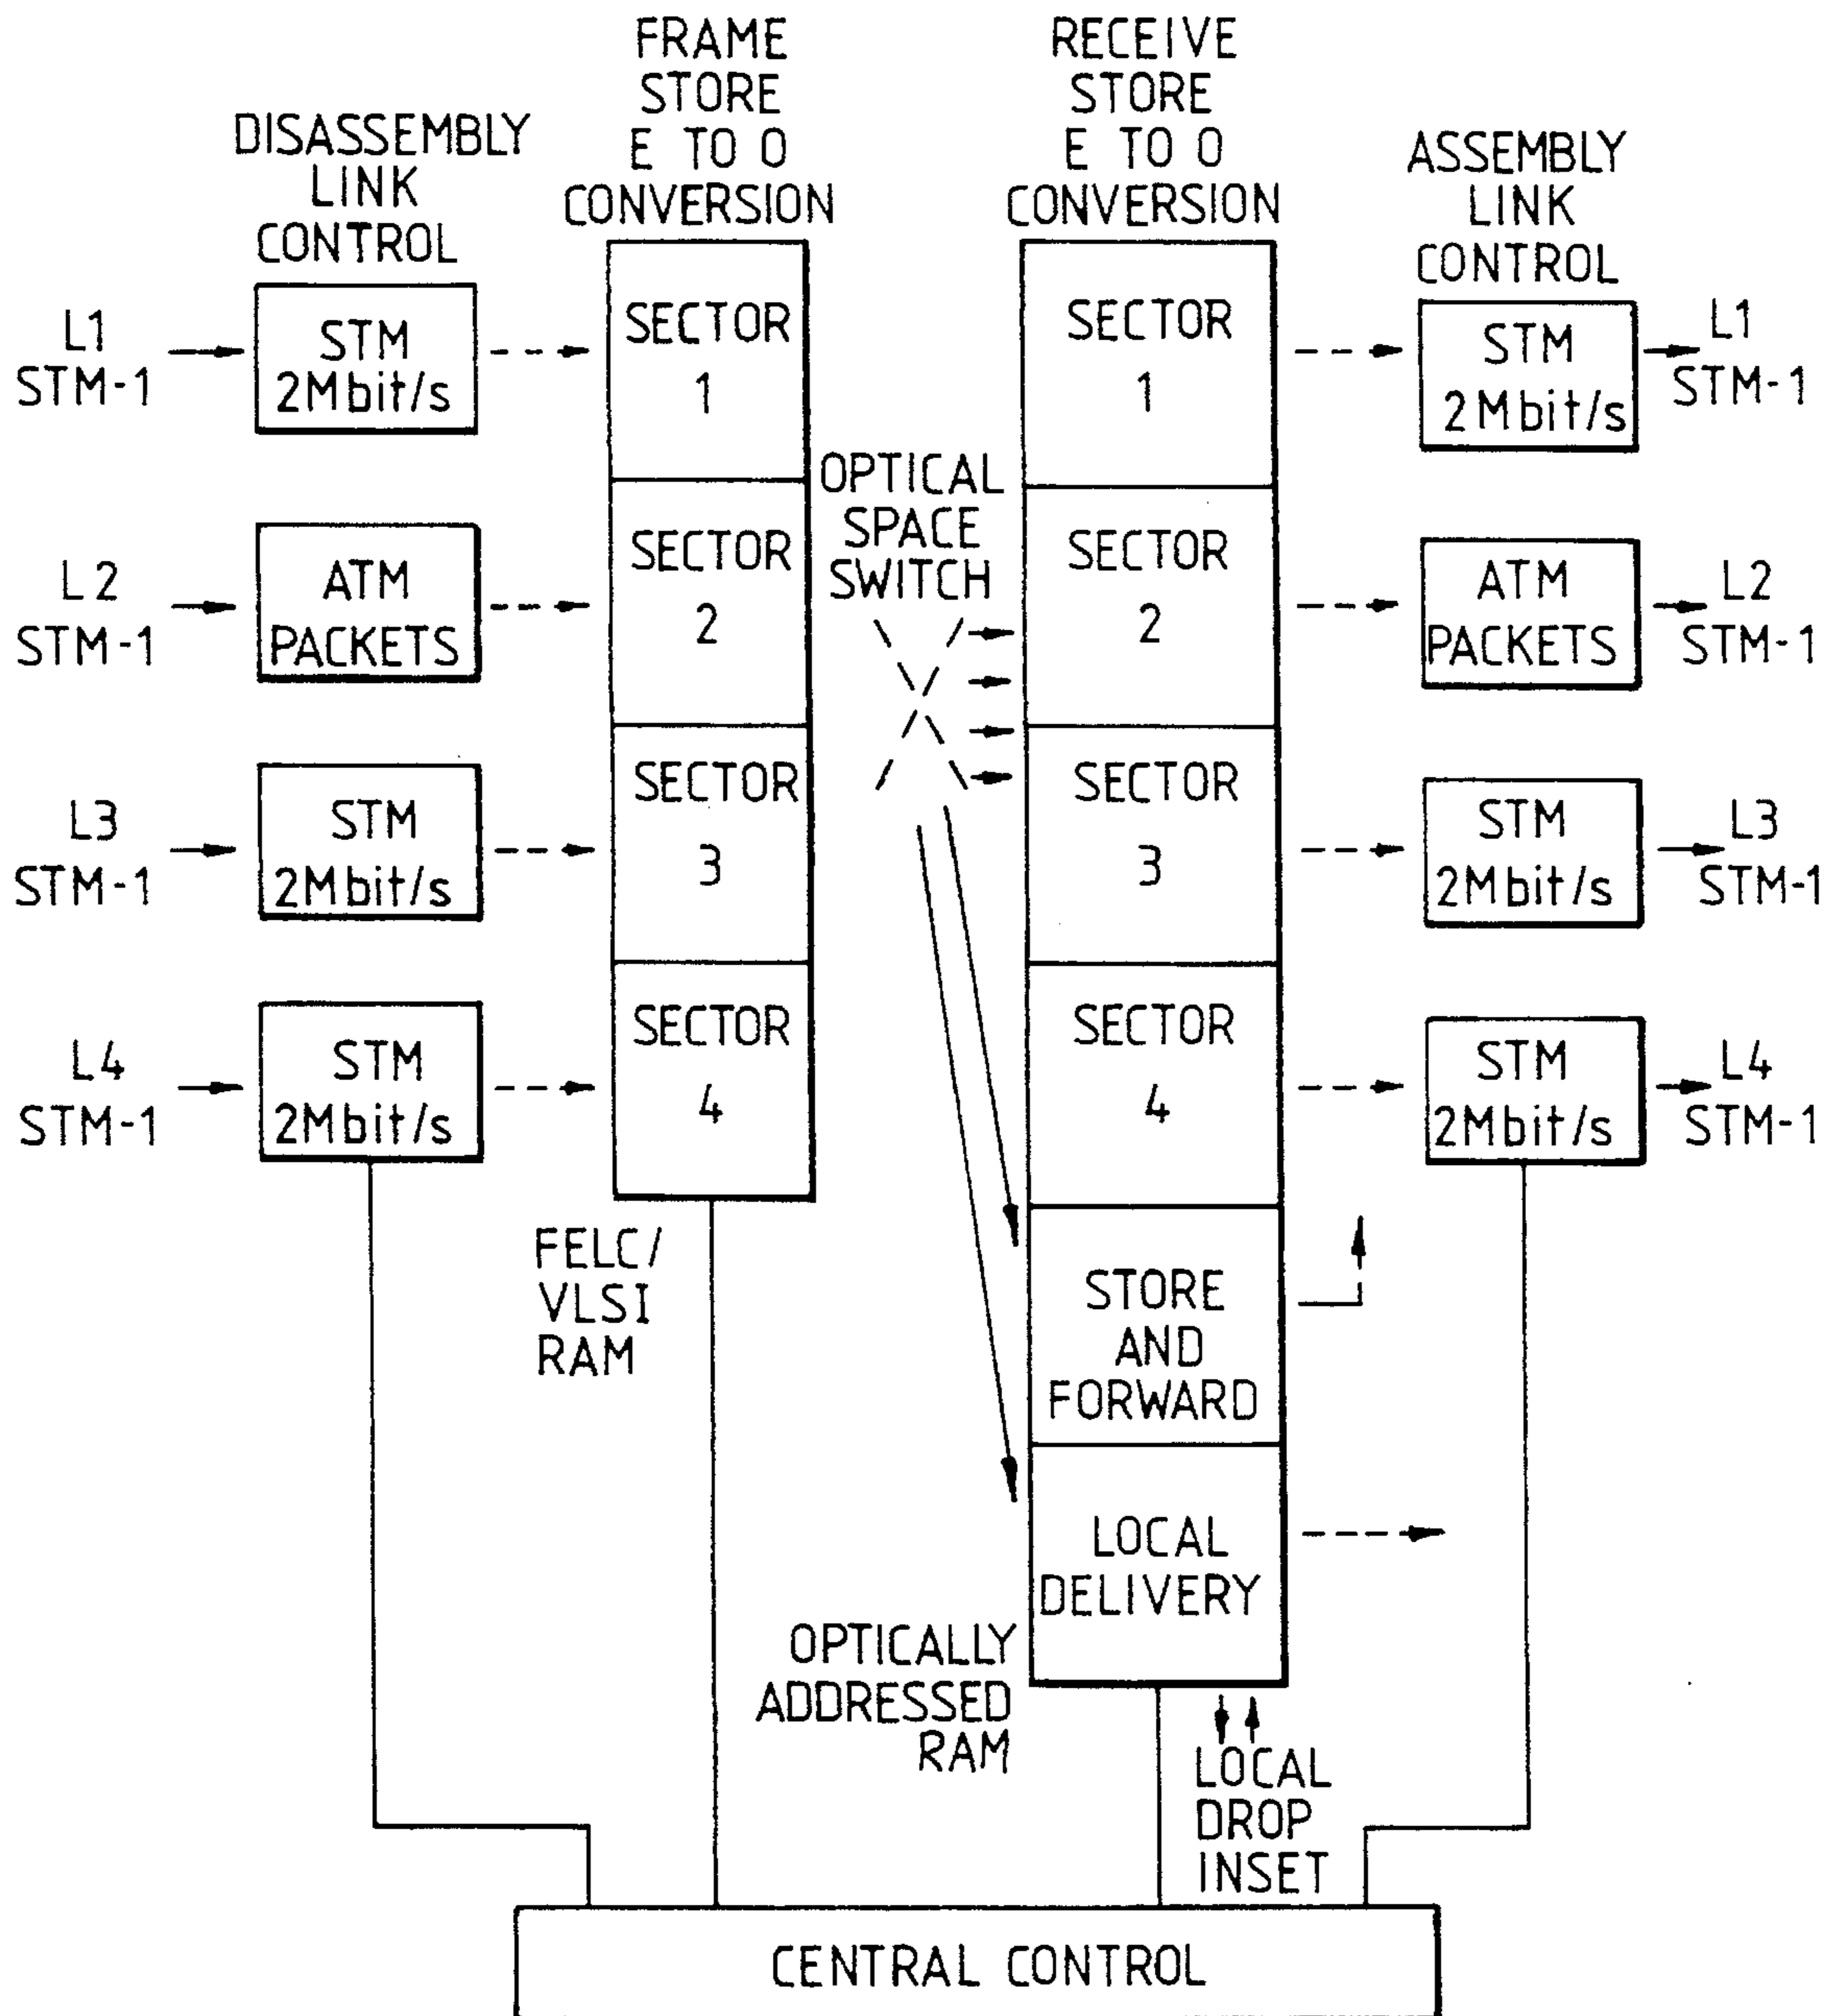 FRAME
STORE
E TO O
CONVERSION
RECEIVE
STORE
E TO O
CONVERSION
DISASSEMBLY
LINK
CONTROL
ASSEMBLY
LINK
CONTROL
L1
STM-1
STM
2Mbit/s
SECTOR
1
SECTOR
1
STM
2Mbit/s
L1
STM-1
OPTICAL
SPACE
SWITCH
L2
STM-1
ATM
PACKETS
SECTOR
2
SECTOR
2
ATM
PACKETS
L2
STM-1
L3
STM-1
STM
2Mbit/s
SECTOR
3
SECTOR
3
STM
2Mbit/s
L3
STM-1
L4
STM-1
STM
2Mbit/s
SECTOR
4
SECTOR
4
STM
2Mbit/s
L4
STM-1
FELC/
VLSI
RAM
STORE
AND
FORWARD
LOCAL
DELIVERY
OPTICALLY
ADDRESSED
RAM
LOCAL
DROP
INSET
CENTRAL CONTROL